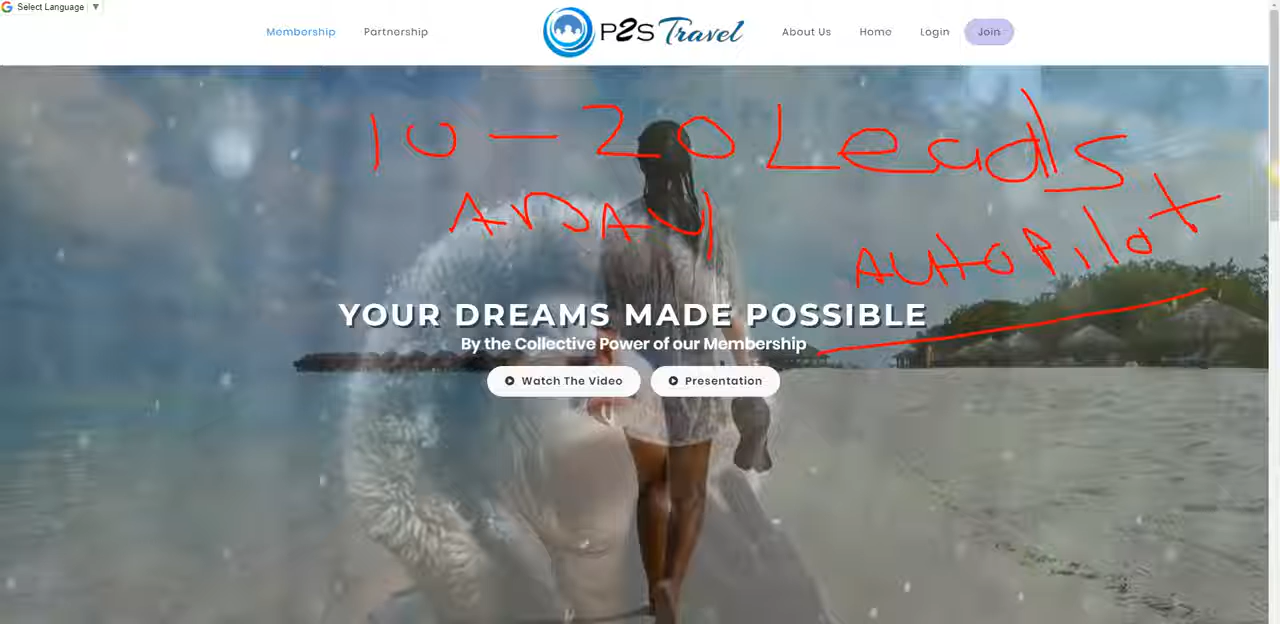 Select Language ▼
Membership Partnership P2S Travel About Us Home Login Join
10-20 Leads
A DAY
AUtOPilot
YOUR DREAMS MADE POSSIBLE
By the Collective Power of our Membership
Watch The Video Presentation